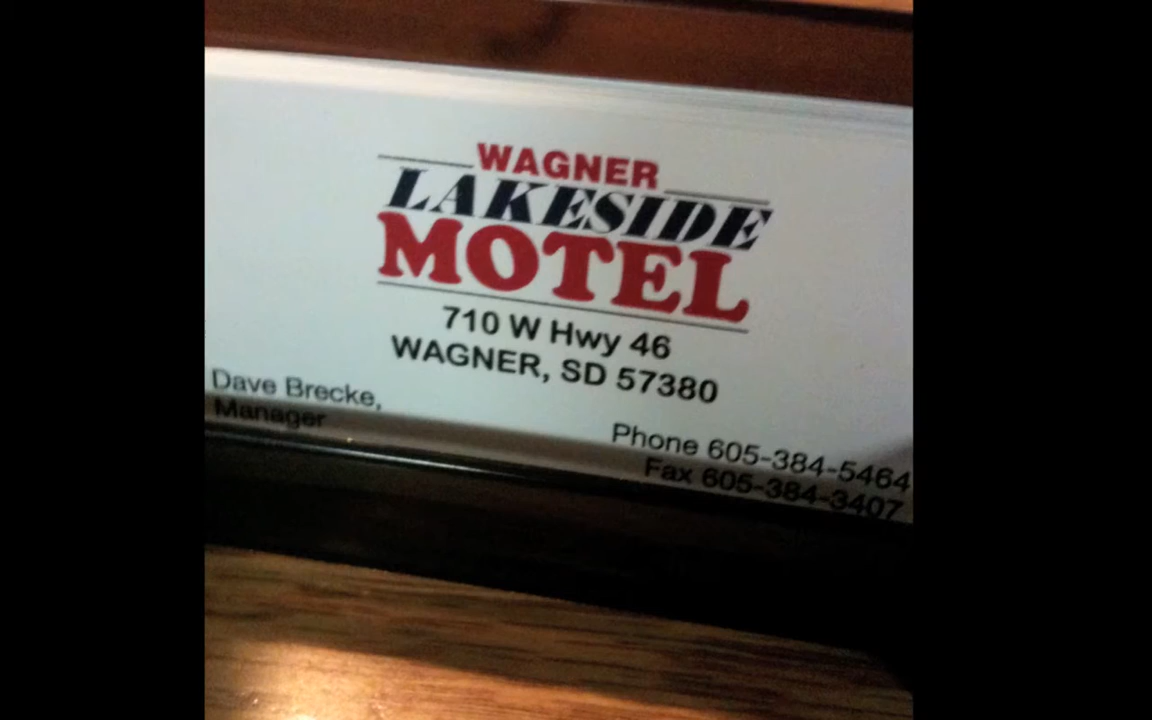 WAGNER
LAKESIDE
MOTEL
710 W Hwy 46
WAGNER, SD 57380
Dave Brecke,
Manager
Phone 605-384-5464
Fax 605-384-3407